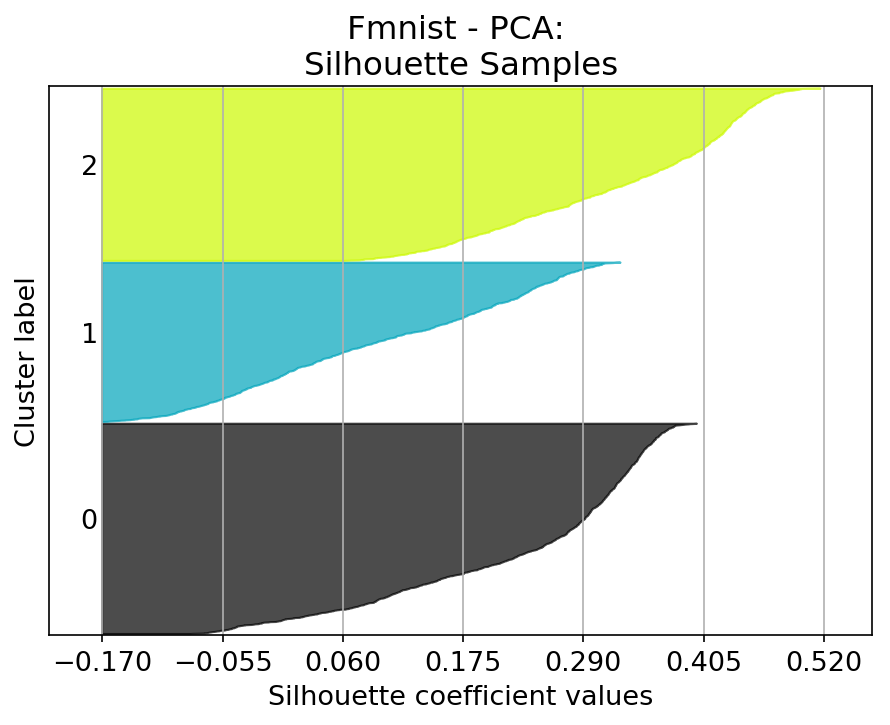 Fmnist - PCA:
Silhouette Samples
2
1
0
Cluster label
−0.170 −0.055 0.060 0.175 0.290 0.405 0.520
Silhouette coefficient values